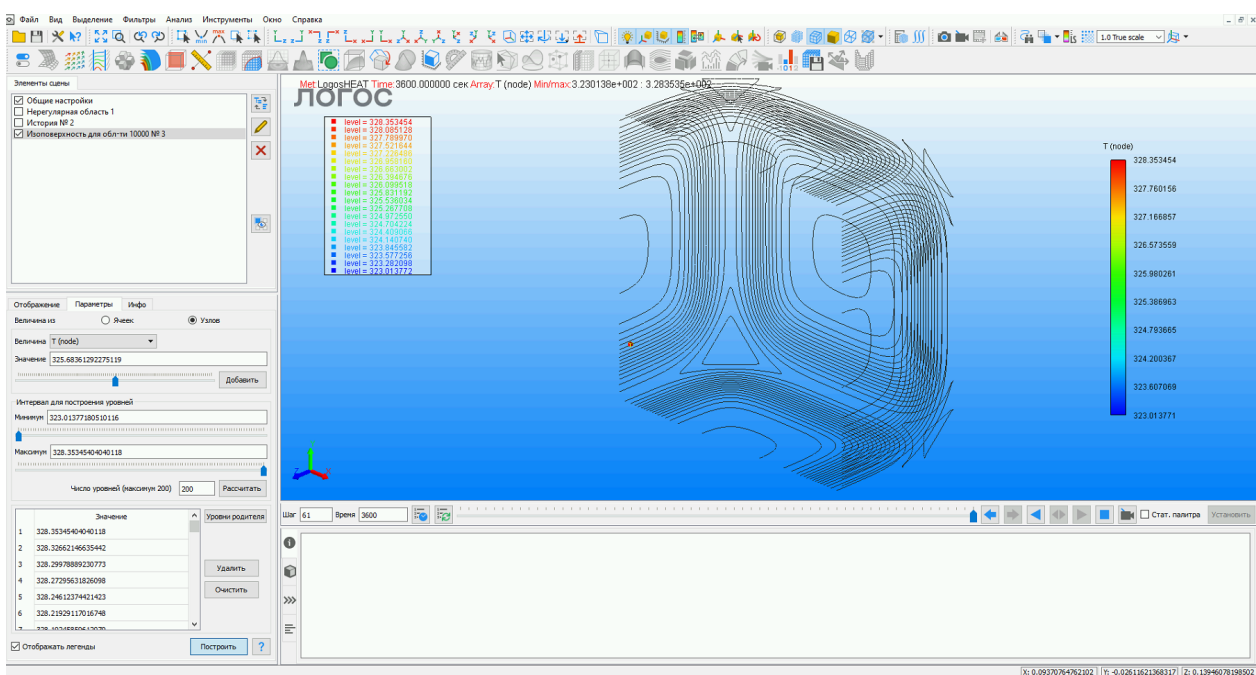 Файл Вид Выделение Фильтры Анализ Инструменты Окно Справка
1.0 True scale
Элементы сцены
Общие настройки
Нерегулярная область 1
История № 2
Изоповерхность для обл-ти 10000 № 3
Отображение Параметры Инфо
Величина из Ячеек Узлов
Величина T (node)
Значение 325.68361292275119
Добавить
Интервал для построения уровней
Минимум 323.01377180510116
Максимум 328.35345404040118
Число уровней (максимум 200) 200 Рассчитать
Значение Уровни родителя
1 328.35345404040118
2 328.32662146635442
3 328.29978889230773
4 328.27295631826098
5 328.24612374421423
6 328.21929117016748
Удалить
Очистить
Отображать легенды Построить ?
Met:LogosHEAT Time:3600.000000 сек Array:T (node) Min/max:3.230138e+002 : 3.283535e+002
ЛОГОС
level = 328.353454
level = 328.085128
level = 327.789970
level = 327.521644
level = 326.098518
level = 325.831192
level = 325.536034
level = 325.267708
level = 324.972550
level = 324.704224
level = 324.409066
level = 324.140740
level = 323.845582
level = 323.577256
level = 323.282098
level = 323.013772
T (node)
328.353454
327.760156
327.166857
326.573559
325.980261
325.386963
324.793665
324.200367
323.607069
323.013771
Y
Z X
Шаг 61 Время 3600 Стат. палитра Установить
X: 0.09370764762102 Y: -0.02611621368317 Z: 0.13946078198502